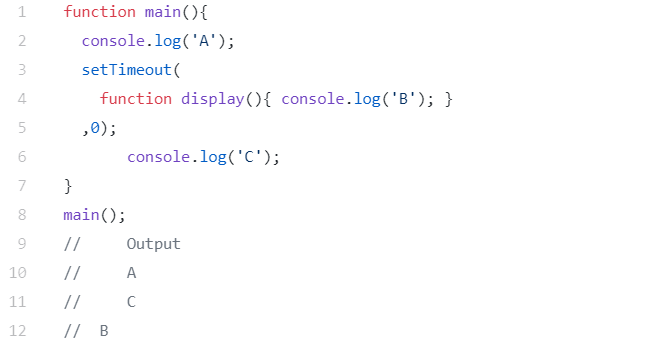 1 function main(){
2   console.log('A');
3   setTimeout(
4     function display(){ console.log('B'); }
5   ,0);
6        console.log('C');
7 }
8 main();
9 //     Output
10 //     A
11 //     C
12 //  B